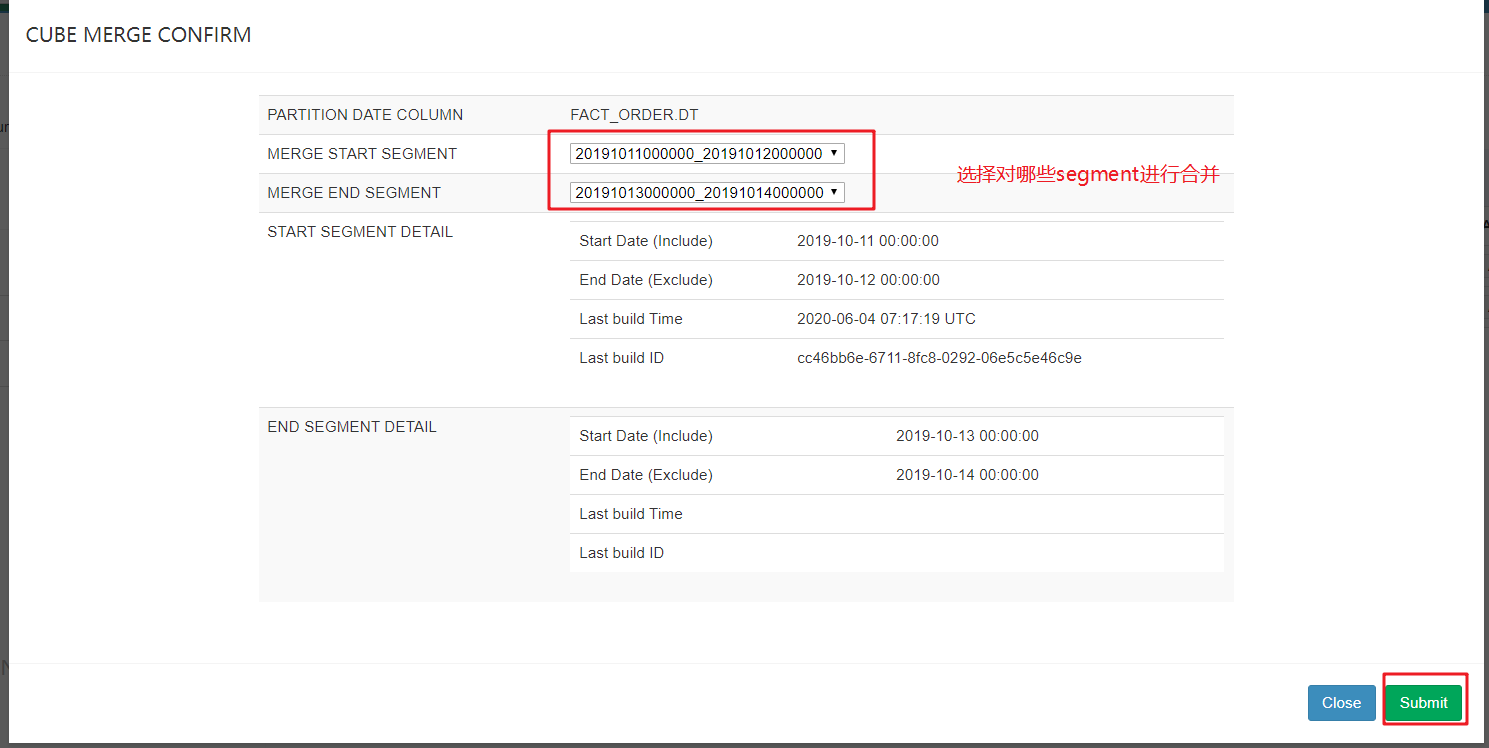 CUBE MERGE CONFIRM
PARTITION DATE COLUMN FACT_ORDER.DT
MERGE START SEGMENT 20191011000000_20191012000000
选择对哪些segment进行合并
MERGE END SEGMENT 20191013000000_20191014000000
START SEGMENT DETAIL
Start Date (Include) 2019-10-11 00:00:00
End Date (Exclude) 2019-10-12 00:00:00
Last build Time 2020-06-04 07:17:19 UTC
Last build ID cc46bb6e-6711-8fc8-0292-06e5c5e46c9e
END SEGMENT DETAIL
Start Date (Include) 2019-10-13 00:00:00
End Date (Exclude) 2019-10-14 00:00:00
Last build Time
Last build ID
Close Submit